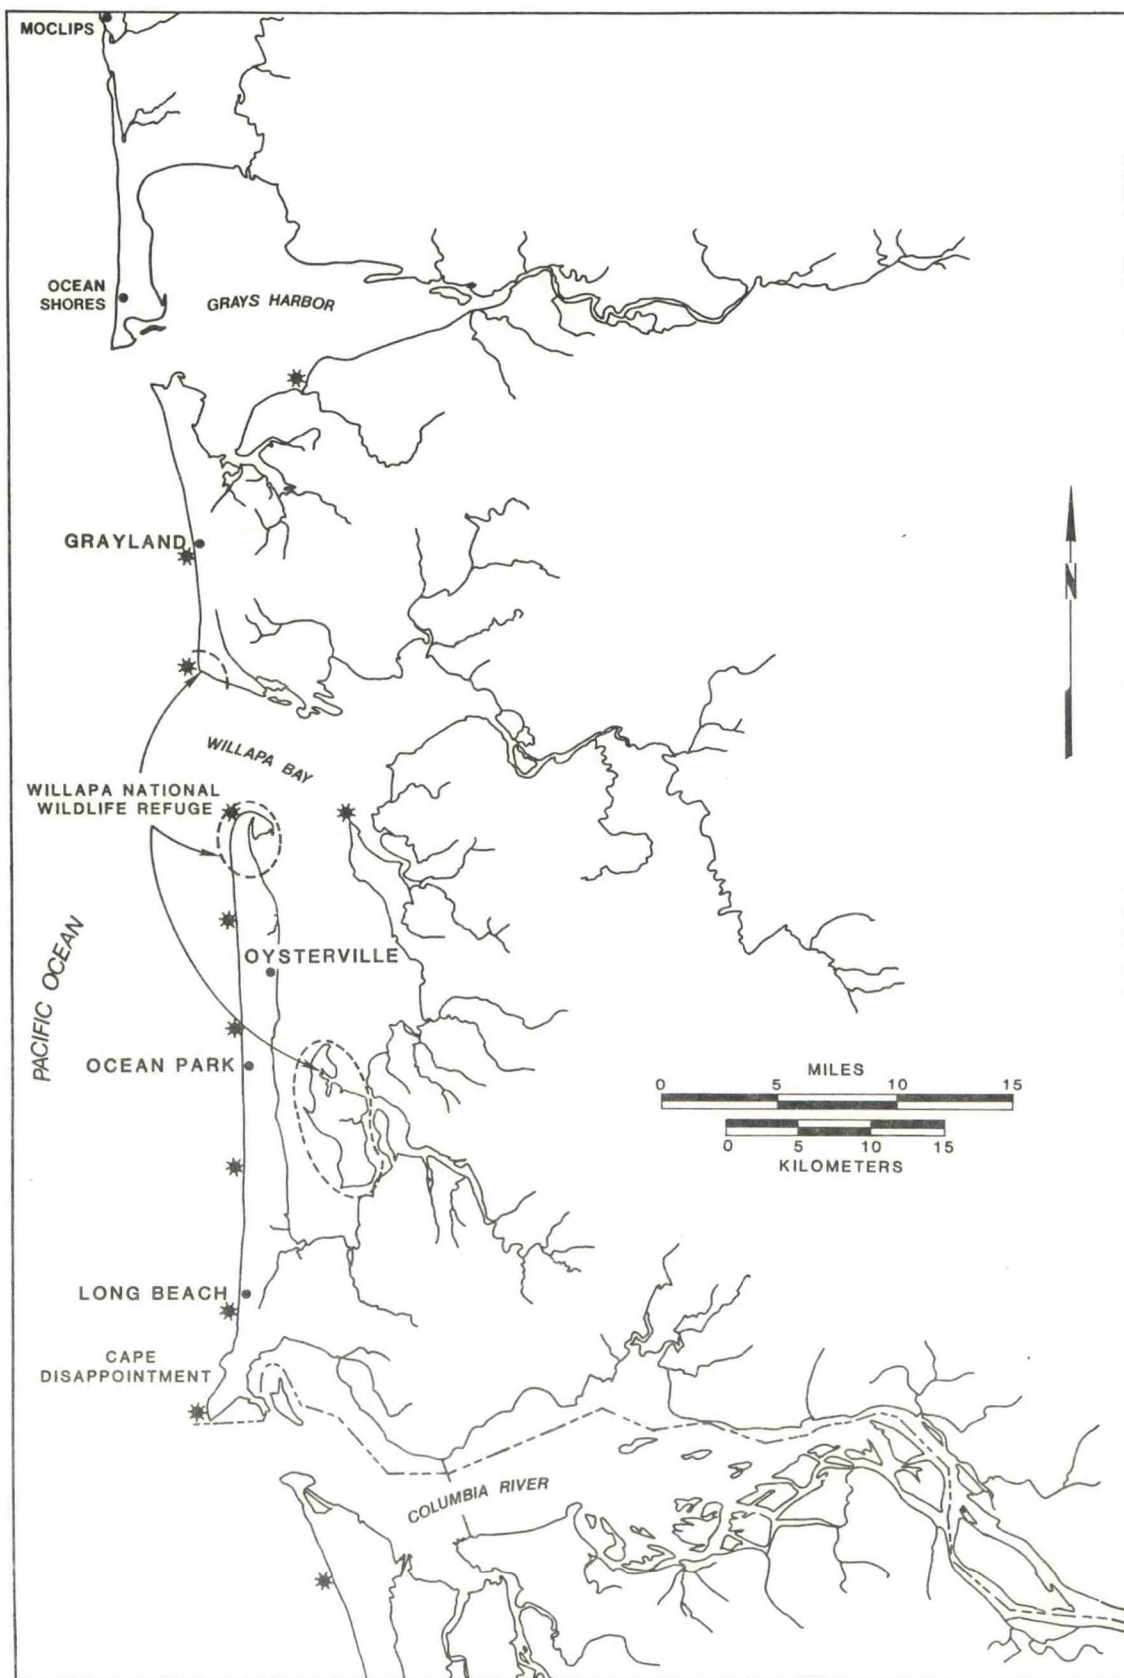 MOCLIPS
OCEAN
SHORES
GRAYS HARBOR
GRAYLAND
N
WILLAPA BAY
WILLAPA NATIONAL
WILDLIFE REFUGE
PACIFIC OCEAN
OYSTERVILLE
OCEAN PARK
MILES
0 5 10 15
0 5 10 15
KILOMETERS
LONG BEACH
CAPE
DISAPPOINTMENT
COLUMBIA RIVER